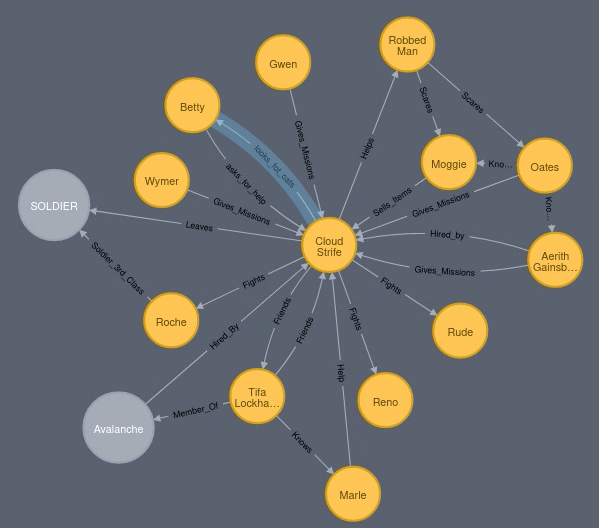 Robbed
Man
Gwen
Betty
Scares
Scares
Gives_Missions
Helps
looks_fot_cats
asks_for_help
Moggie
Kno...
Oates
Wymer
Gives_Missions
Sells_Items
Gives_Missions
Kno...
SOLDIER
Leaves
Cloud
Strife
Hired_by
Aerith
Gainsb...
Gives_Missions
Soldier_3rd_Class
Fights
Fights
Roche
Friends
Friends
Fights
Rude
Hired_By
Help
Tifa
Lockha...
Reno
Member_Of
Avalanche
Knows
Marle